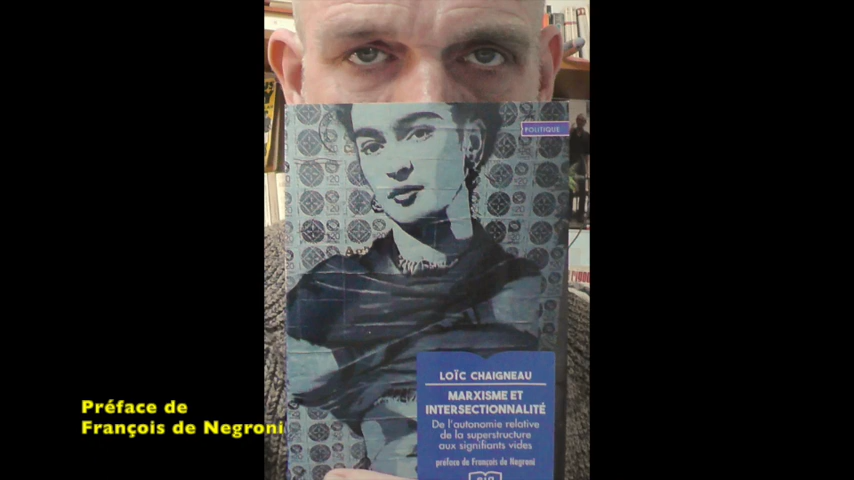 POLITIQUE
LOÏC CHAIGNEAU
MARXISME ET
INTERSECTIONNALITÉ
De l'autonomie relative
de la superstructure
aux signifiants vides
préface de François de Negroni
Préface de
François de Negroni